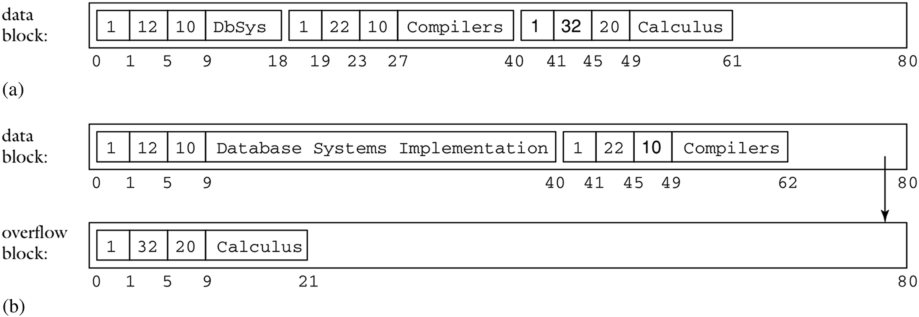 data
block:
1 12 10 DbSys 1 22 10 Compilers 1 32 20 Calculus
0 1 5 9 18 19 23 27 40 41 45 49 61 80
(a)
data
block:
1 12 10 Database Systems Implementation 1 22 10 Compilers
0 1 5 9 40 41 45 49 62 80
overflow
block:
1 32 20 Calculus
0 1 5 9 21 80
(b)